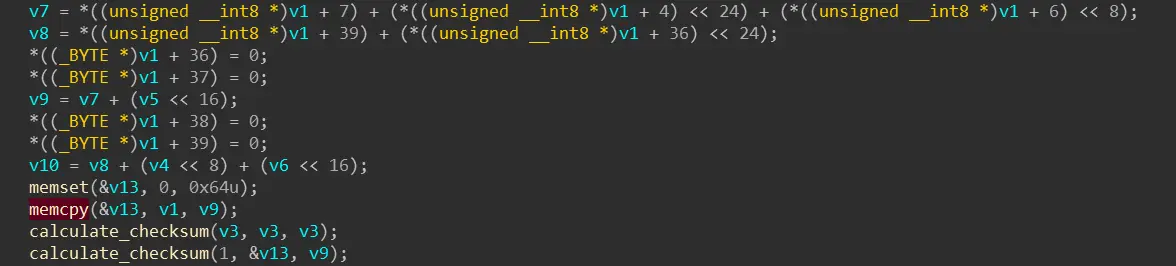 v7 = *((unsigned __int8 *)v1 + 7) + (*((unsigned __int8 *)v1 + 4) << 24) + (*((unsigned __int8 *)v1 + 6) << 8);
v8 = *((unsigned __int8 *)v1 + 39) + (*((unsigned __int8 *)v1 + 36) << 24);
*((_BYTE *)v1 + 36) = 0;
*((_BYTE *)v1 + 37) = 0;
v9 = v7 + (v5 << 16);
*((_BYTE *)v1 + 38) = 0;
*((_BYTE *)v1 + 39) = 0;
v10 = v8 + (v4 << 8) + (v6 << 16);
memset(&v13, 0, 0x64u);
memcpy(&v13, v1, v9);
calculate_checksum(v3, v3, v3);
calculate_checksum(1, &v13, v9);